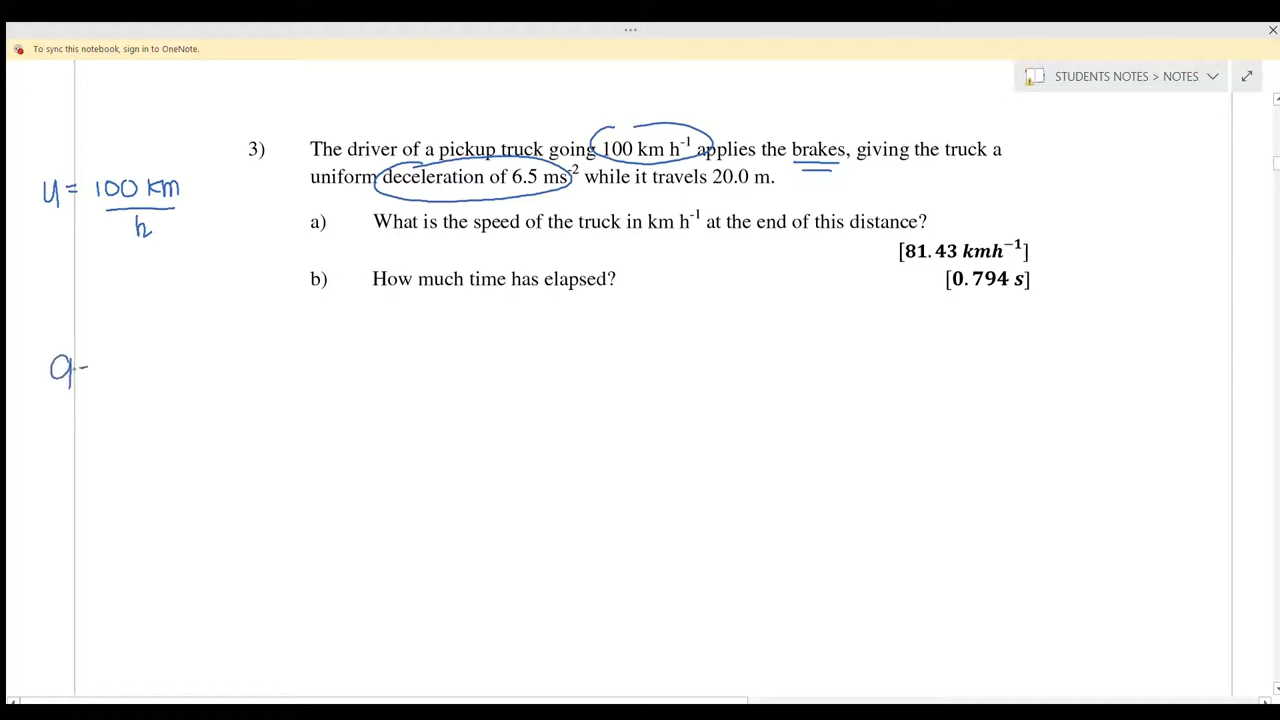 To sync this notebook, sign in to OneNote.
STUDENTS NOTES > NOTES
3) The driver of a pickup truck going 100 km h⁻¹ applies the brakes, giving the truck a
uniform deceleration of 6.5 ms⁻² while it travels 20.0 m.
u = 100 km
h
a) What is the speed of the truck in km h⁻¹ at the end of this distance?
[81.43 kmh⁻¹]
b) How much time has elapsed?
[0.794 s]
a -